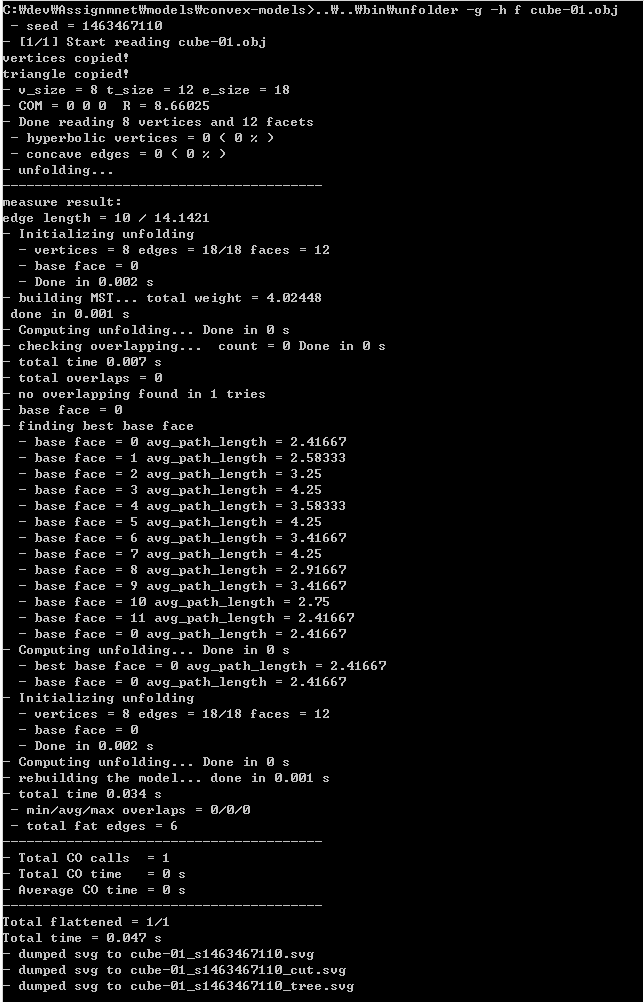 C:₩dev₩Assignmnet₩models₩convex-models>..₩..₩bin₩unfolder -g -h f cube-01.obj
 - seed = 1463467110
- [1/1] Start reading cube-01.obj
vertices copied!
triangle copied!
- v_size = 8 t_size = 12 e_size = 18
- COM = 0 0 0  R = 8.66025
- Done reading 8 vertices and 12 facets
 - hyperbolic vertices = 0 ( 0 % )
 - concave edges = 0 ( 0 % )
- unfolding...
----------------------------------------
measure result:
edge length = 10 / 14.1421
- Initializing unfolding
  - vertices = 8 edges = 18/18 faces = 12
  - base face = 0
  - Done in 0.002 s
- building MST... total weight = 4.02448
 done in 0.001 s
- Computing unfolding... Done in 0 s
- checking overlapping...  count = 0 Done in 0 s
- total time 0.007 s
- total overlaps = 0
- no overlapping found in 1 tries
- base face = 0
- finding best base face
  - base face = 0 avg_path_length = 2.41667
  - base face = 1 avg_path_length = 2.58333
  - base face = 2 avg_path_length = 3.25
  - base face = 3 avg_path_length = 4.25
  - base face = 4 avg_path_length = 3.58333
  - base face = 5 avg_path_length = 4.25
  - base face = 6 avg_path_length = 3.41667
  - base face = 7 avg_path_length = 4.25
  - base face = 8 avg_path_length = 2.91667
  - base face = 9 avg_path_length = 3.41667
  - base face = 10 avg_path_length = 2.75
  - base face = 11 avg_path_length = 2.41667
  - base face = 0 avg_path_length = 2.41667
- Computing unfolding... Done in 0 s
  - best base face = 0 avg_path_length = 2.41667
  - base face = 0 avg_path_length = 2.41667
- Initializing unfolding
  - vertices = 8 edges = 18/18 faces = 12
  - base face = 0
  - Done in 0.002 s
- Computing unfolding... Done in 0 s
- rebuilding the model... done in 0.001 s
- total time 0.034 s
 - min/avg/max overlaps = 0/0/0
 - total fat edges = 6
----------------------------------------
- Total CO calls  = 1
- Total CO time   = 0 s
- Average CO time = 0 s
----------------------------------------
Total flattened = 1/1
Total time = 0.047 s
- dumped svg to cube-01_s1463467110.svg
- dumped svg to cube-01_s1463467110_cut.svg
- dumped svg to cube-01_s1463467110_tree.svg